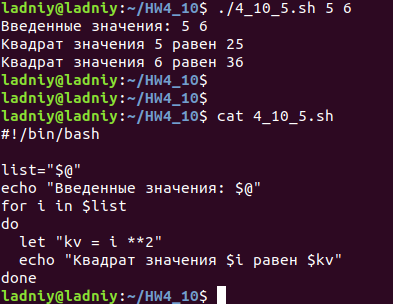 ladniy@ladniy:~/HW4_10$ ./4_10_5.sh 5 6
Введенные значения: 5 6
Квадрат значения 5 равен 25
Квадрат значения 6 равен 36
ladniy@ladniy:~/HW4_10$
ladniy@ladniy:~/HW4_10$
ladniy@ladniy:~/HW4_10$ cat 4_10_5.sh
#!/bin/bash

list="$@"
echo "Введенные значения: $@"
for i in $list
do
  let "kv = i **2"
  echo "Квадрат значения $i равен $kv"
done
ladniy@ladniy:~/HW4_10$